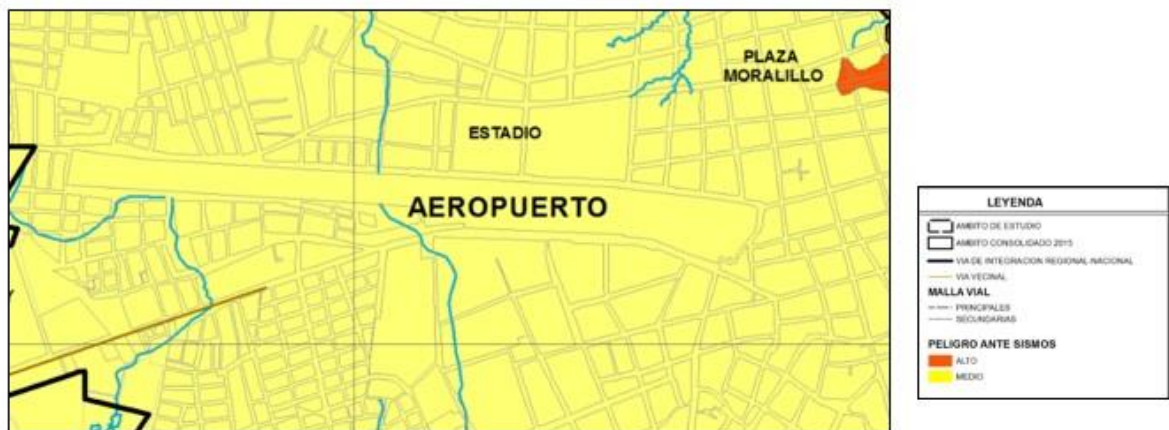 PLAZA
MORALILLO
ESTADIO
AEROPUERTO
LEYENDA
AMBITO DE ESTUDIO
AMBITO CONSOLIDADO 2015
VIA DE INTEGRACION REGIONAL NACIONAL
VIA VECINAL
MALLA VIAL
PRINCIPALES
SECUNDARIAS
PELIGRO ANTE SISMOS
ALTO
MEDIO